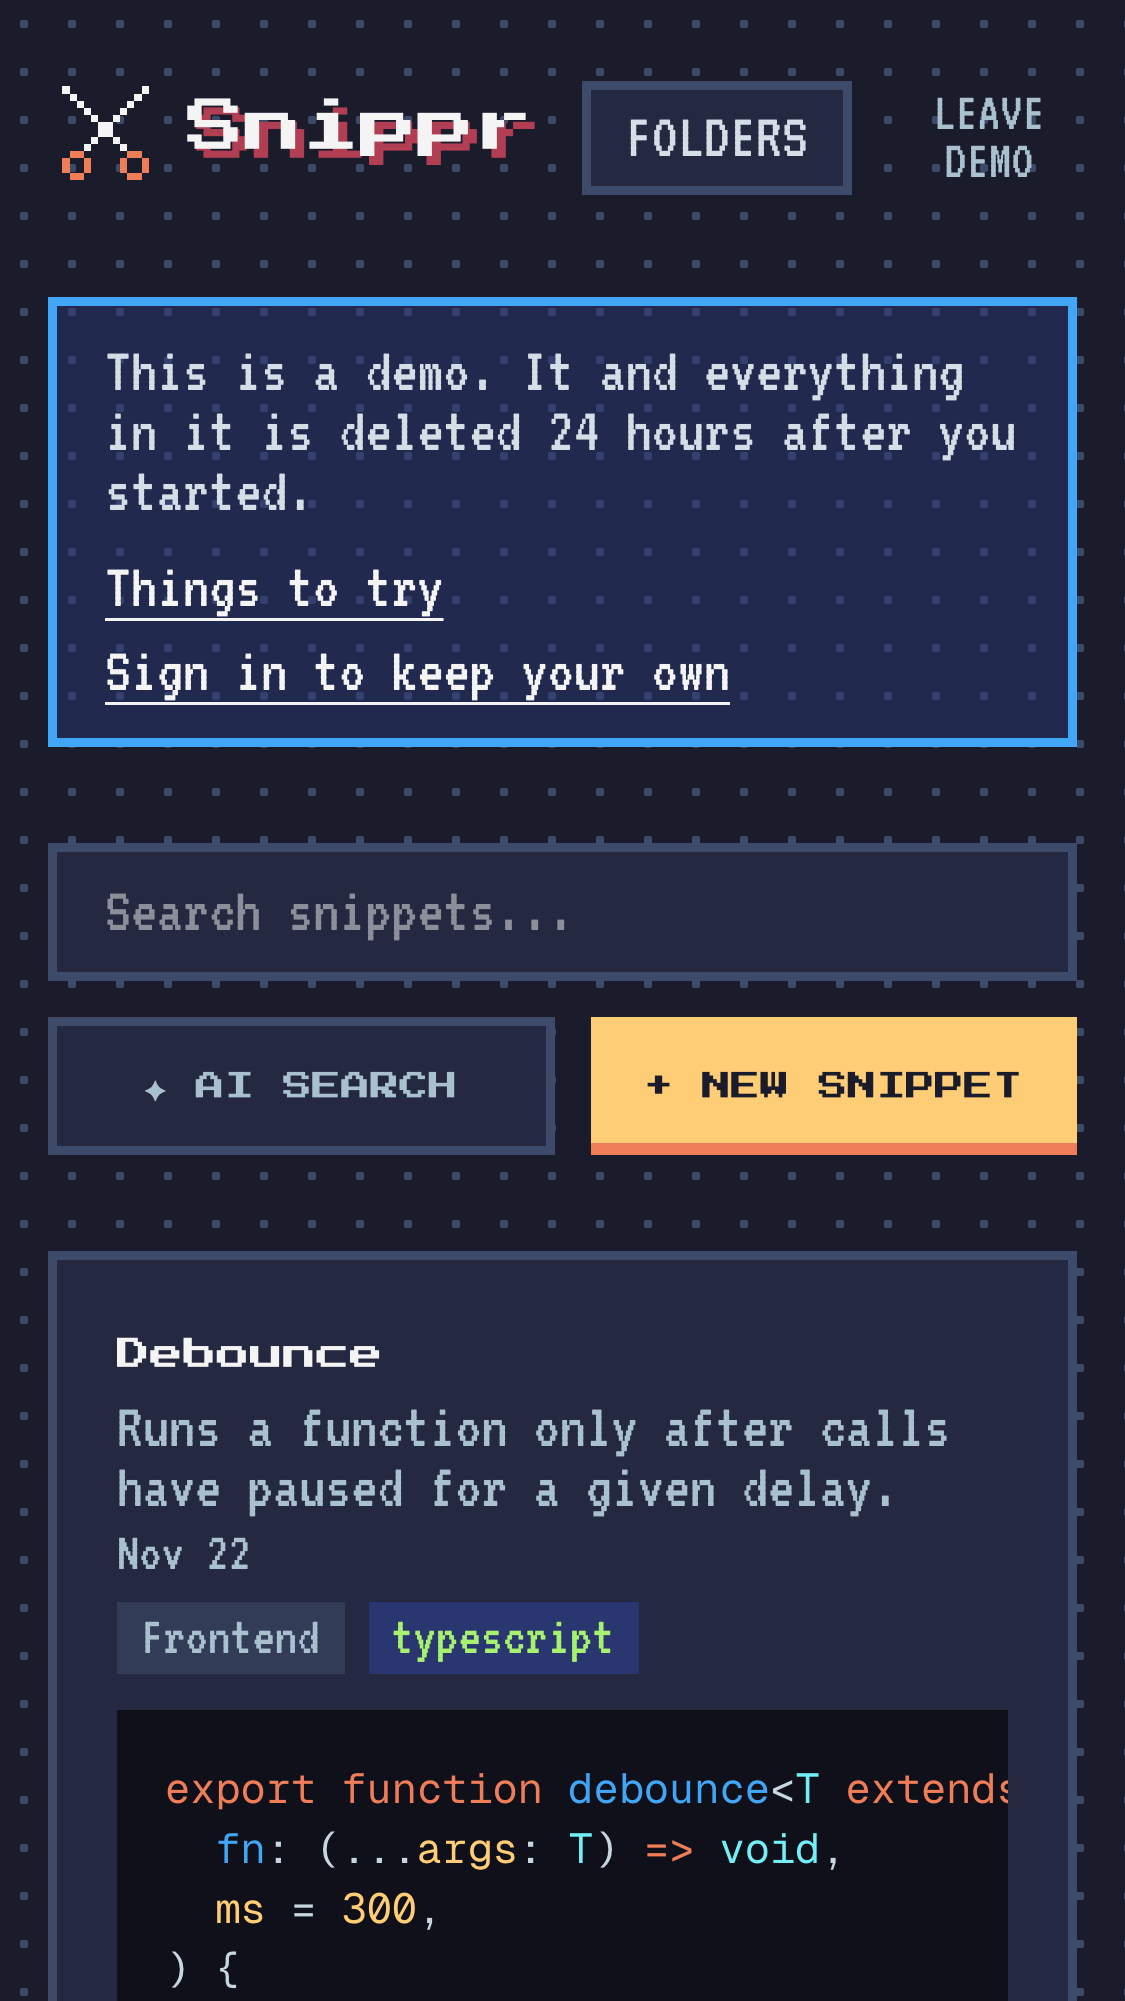 Snippr
FOLDERS
LEAVE
DEMO
This is a demo. It and everything
in it is deleted 24 hours after you
started.
Things to try
Sign in to keep your own
Search snippets...
✦ AI SEARCH
+ NEW SNIPPET
Debounce
Runs a function only after calls
have paused for a given delay.
Nov 22
Frontend
typescript
export function debounce<T extends
  fn: (...args: T) => void,
  ms = 300,
) {